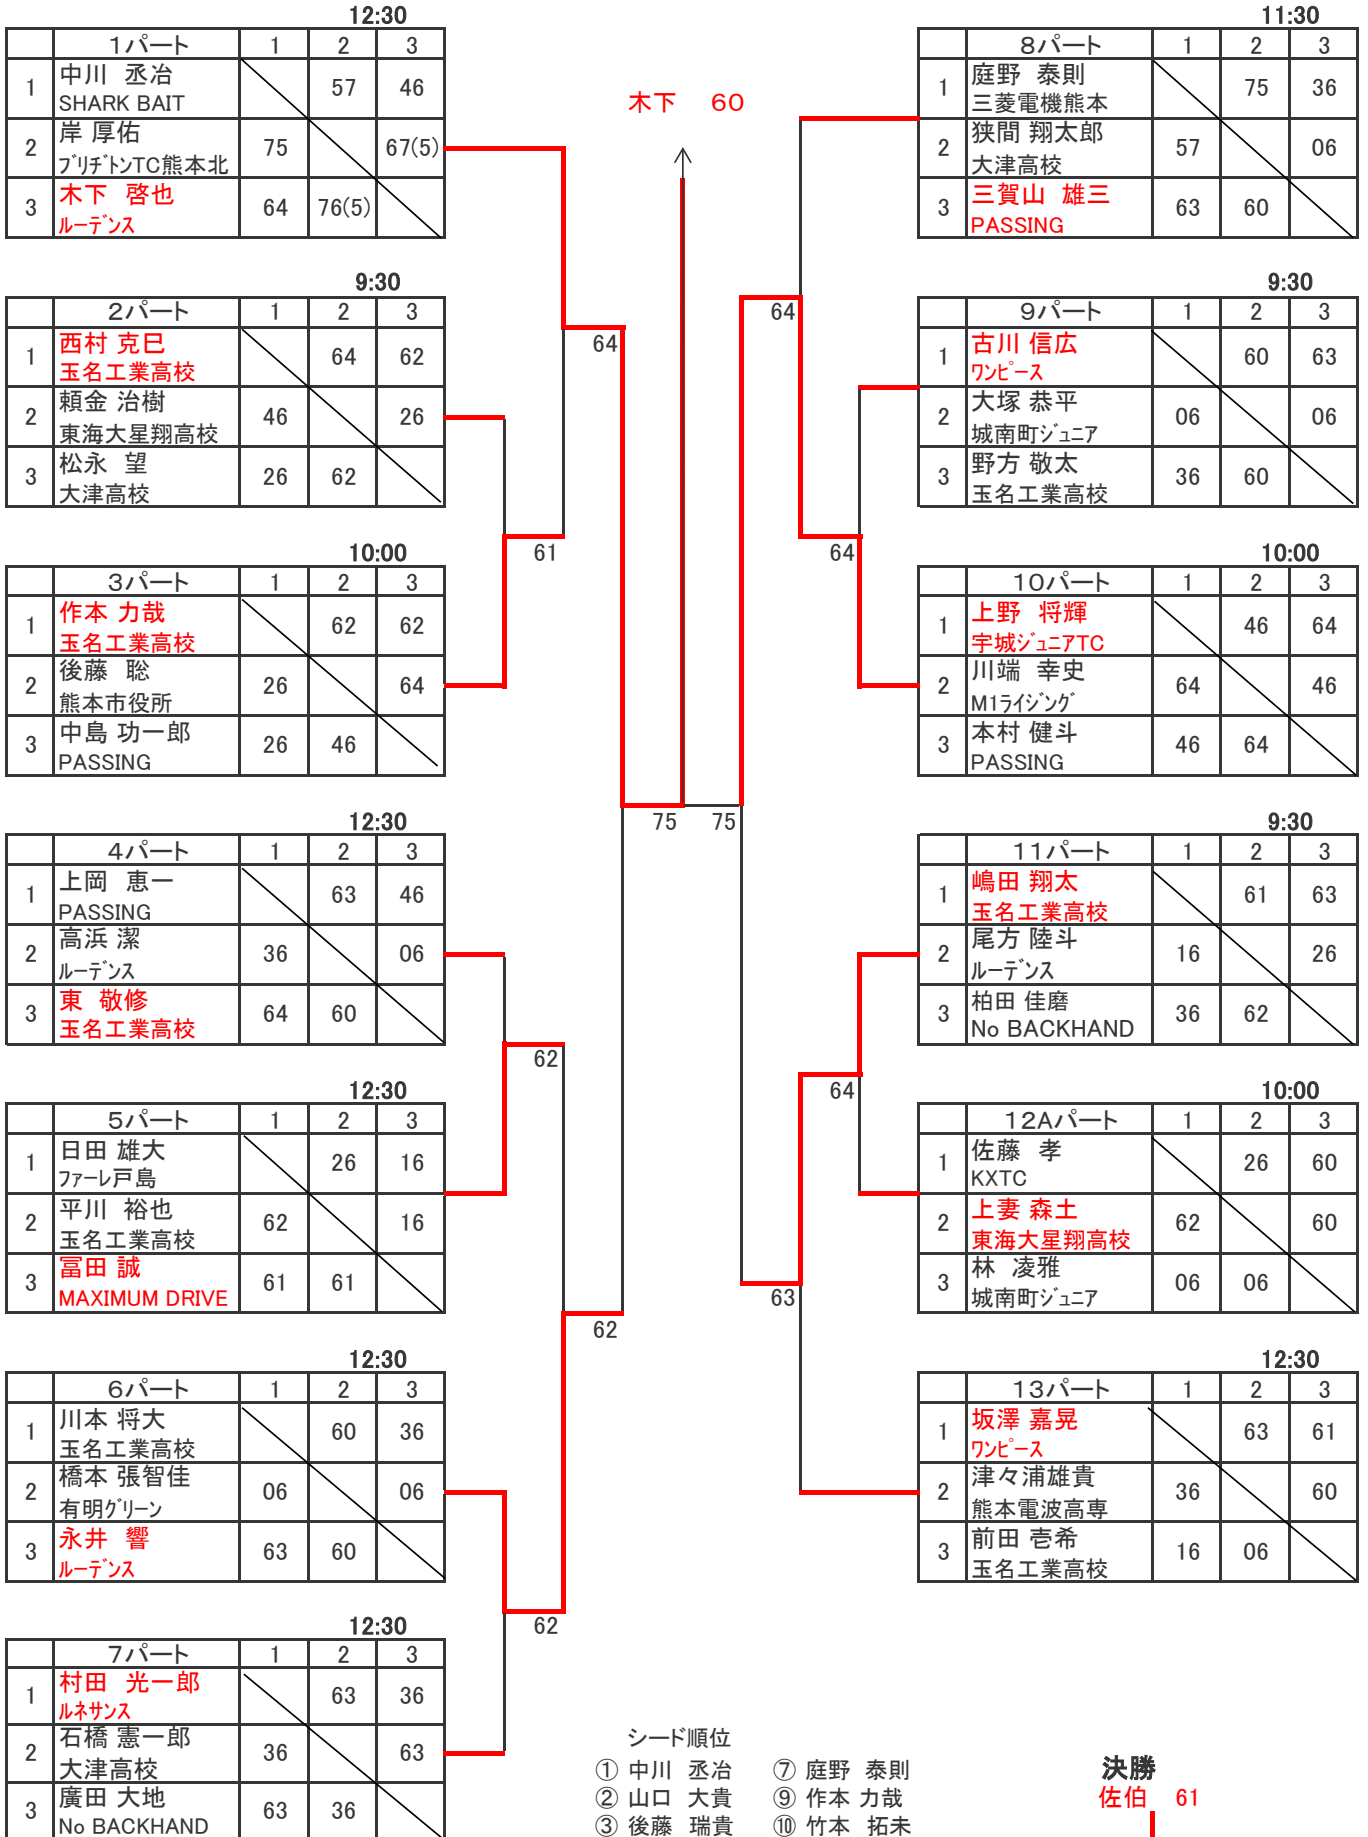 12:30
1パート 1 2 3
1 中川 丞冶 57 46
SHARK BAIT
2 岸 厚佑 75 67(5)
ブリヂトンTC熊本北
3 木下 啓也 64 76(5)
ルーデンス
9:30
2パート 1 2 3
1 西村 克巳 64 62
玉名工業高校
2 頼金 治樹 46 26
東海大星翔高校
3 松永 望 26 62
大津高校
10:00
3パート 1 2 3
1 作本 力哉 62 62
玉名工業高校
2 後藤 聡 26 64
熊本市役所
3 中島 功一郎 26 46
PASSING
12:30
4パート 1 2 3
1 上岡 恵一 63 46
PASSING
2 高浜 潔 36 06
ルーデンス
3 東 敬修 64 60
玉名工業高校
12:30
5パート 1 2 3
1 日田 雄大 26 16
ファーレ戸島
2 平川 裕也 62 16
玉名工業高校
3 冨田 誠 61 61
MAXIMUM DRIVE
12:30
6パート 1 2 3
1 川本 将大 60 36
玉名工業高校
2 橋本 張智佳 06 06
有明グリーン
3 永井 響 63 60
ルーデンス
12:30
7パート 1 2 3
1 村田 光一郎 63 36
ルネサンス
2 石橋 憲一郎 36 63
大津高校
3 廣田 大地 63 36
No BACKHAND
木下 60
64
61
62
62
62
75 75
64
64
64
63
11:30
8パート 1 2 3
1 庭野 泰則 75 36
三菱電機熊本
2 狭間 翔太郎 57 06
大津高校
3 三賀山 雄三 63 60
PASSING
9:30
9パート 1 2 3
1 古川 信広 60 63
ワンピース
2 大塚 恭平 06 06
城南町ジュニア
3 野方 敬太 36 60
玉名工業高校
10:00
10パート 1 2 3
1 上野 将輝 46 64
宇城ジュニアTC
2 川端 幸史 64 46
M1ライジング
3 本村 健斗 46 64
PASSING
9:30
11パート 1 2 3
1 嶋田 翔太 61 63
玉名工業高校
2 尾方 陸斗 16 26
ルーデンス
3 柏田 佳磨 36 62
No BACKHAND
10:00
12Aパート 1 2 3
1 佐藤 孝 26 60
KXTC
2 上妻 森土 62 60
東海大星翔高校
3 林 凌雅 06 06
城南町ジュニア
12:30
13パート 1 2 3
1 坂澤 嘉晃 63 61
ワンピース
2 津々浦雄貴 36 60
熊本電波高専
3 前田 壱希 16 06
玉名工業高校
シード順位
① 中川 丞冶 ⑦ 庭野 泰則
② 山口 大貴 ⑨ 作本 力哉
③ 後藤 瑞貴 ⑩ 竹本 拓未
決勝
佐伯 61